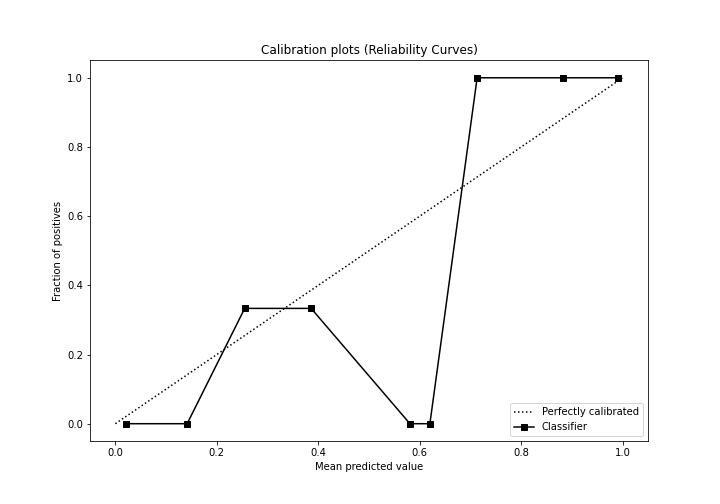 Calibration plots (Reliability Curves)
1.0
0.8
0.6
0.4
0.2
0.0
Fraction of positives
Perfectly calibrated
Classifier
0.0 0.2 0.4 0.6 0.8 1.0
Mean predicted value